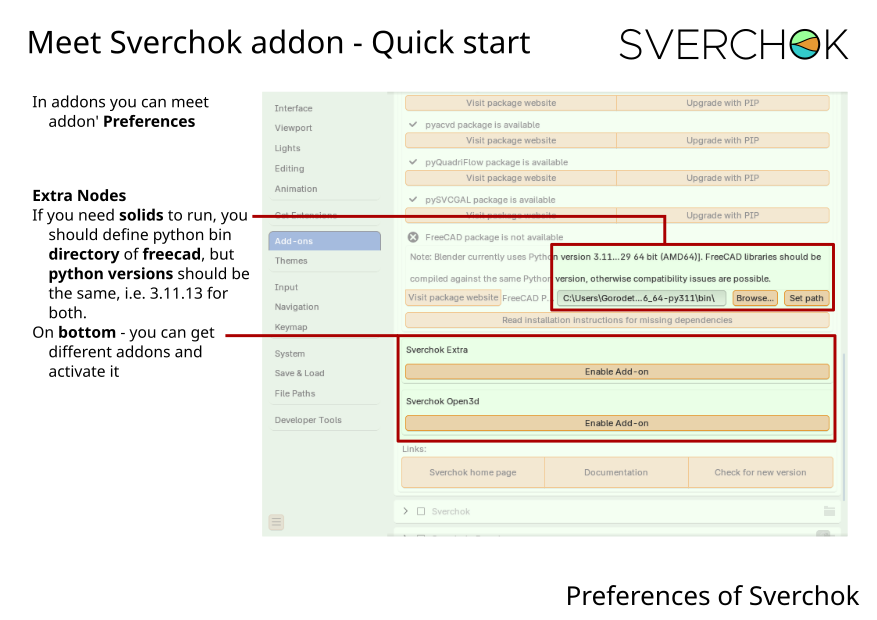 Meet Sverchok addon - Quick start
SVERCHOK
In addons you can meet
addon' Preferences
Extra Nodes
If you need solids to run, you
should define python bin
directory of freecad, but
python versions should be
the same, i.e. 3.11.13 for
both.
On bottom - you can get
different addons and
activate it
Interface
Viewport
Lights
Editing
Animation
Get Extensions
Add-ons
Themes
Input
Navigation
Keymap
System
Save & Load
File Paths
Developer Tools
Visit package website Upgrade with PIP
pyacvd package is available
Visit package website Upgrade with PIP
pyQuadriFlow package is available
Visit package website Upgrade with PIP
pySVCGAL package is available
Visit package website Upgrade with PIP
FreeCAD package is not available
Note: Blender currently uses Python version 3.11...29 64 bit (AMD64)]. FreeCAD libraries should be
compiled against the same Python version, otherwise compatibility issues are possible.
Visit package website FreeCAD P... C:\Users\Gorodet...6_64-py311\bin\ Browse... Set path
Read installation instructions for missing dependencies
Sverchok Extra
Enable Add-on
Sverchok Open3d
Enable Add-on
Links:
Sverchok home page Documentation Check for new version
Sverchok
Preferences of Sverchok